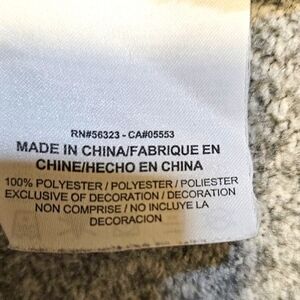 RN#56323 - CA#05553
MADE IN CHINA/FABRIQUE EN
CHINE/HECHO EN CHINA
100% POLYESTER / POLYESTER / POLIESTER
EXCLUSIVE OF DECORATION / DECORATION
NON COMPRISE / NO INCLUYE LA
DECORACION